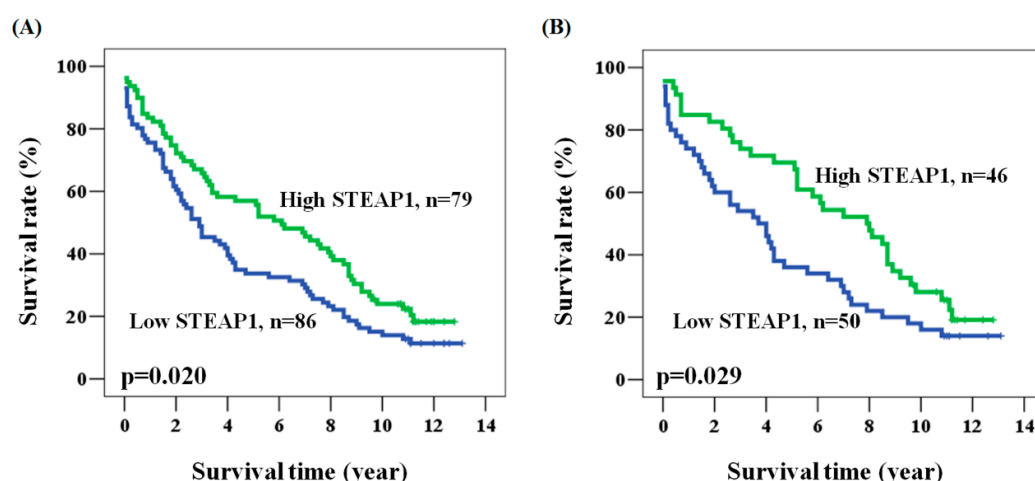 (A)
100
80
60
40
20
0
Survival rate (%)
High STEAP1, n=79
Low STEAP1, n=86
p=0.020
0 2 4 6 8 10 12 14
Survival time (year)
(B)
100
80
60
40
20
0
Survival rate (%)
High STEAP1, n=46
Low STEAP1, n=50
p=0.029
0 2 4 6 8 10 12 14
Survival time (year)